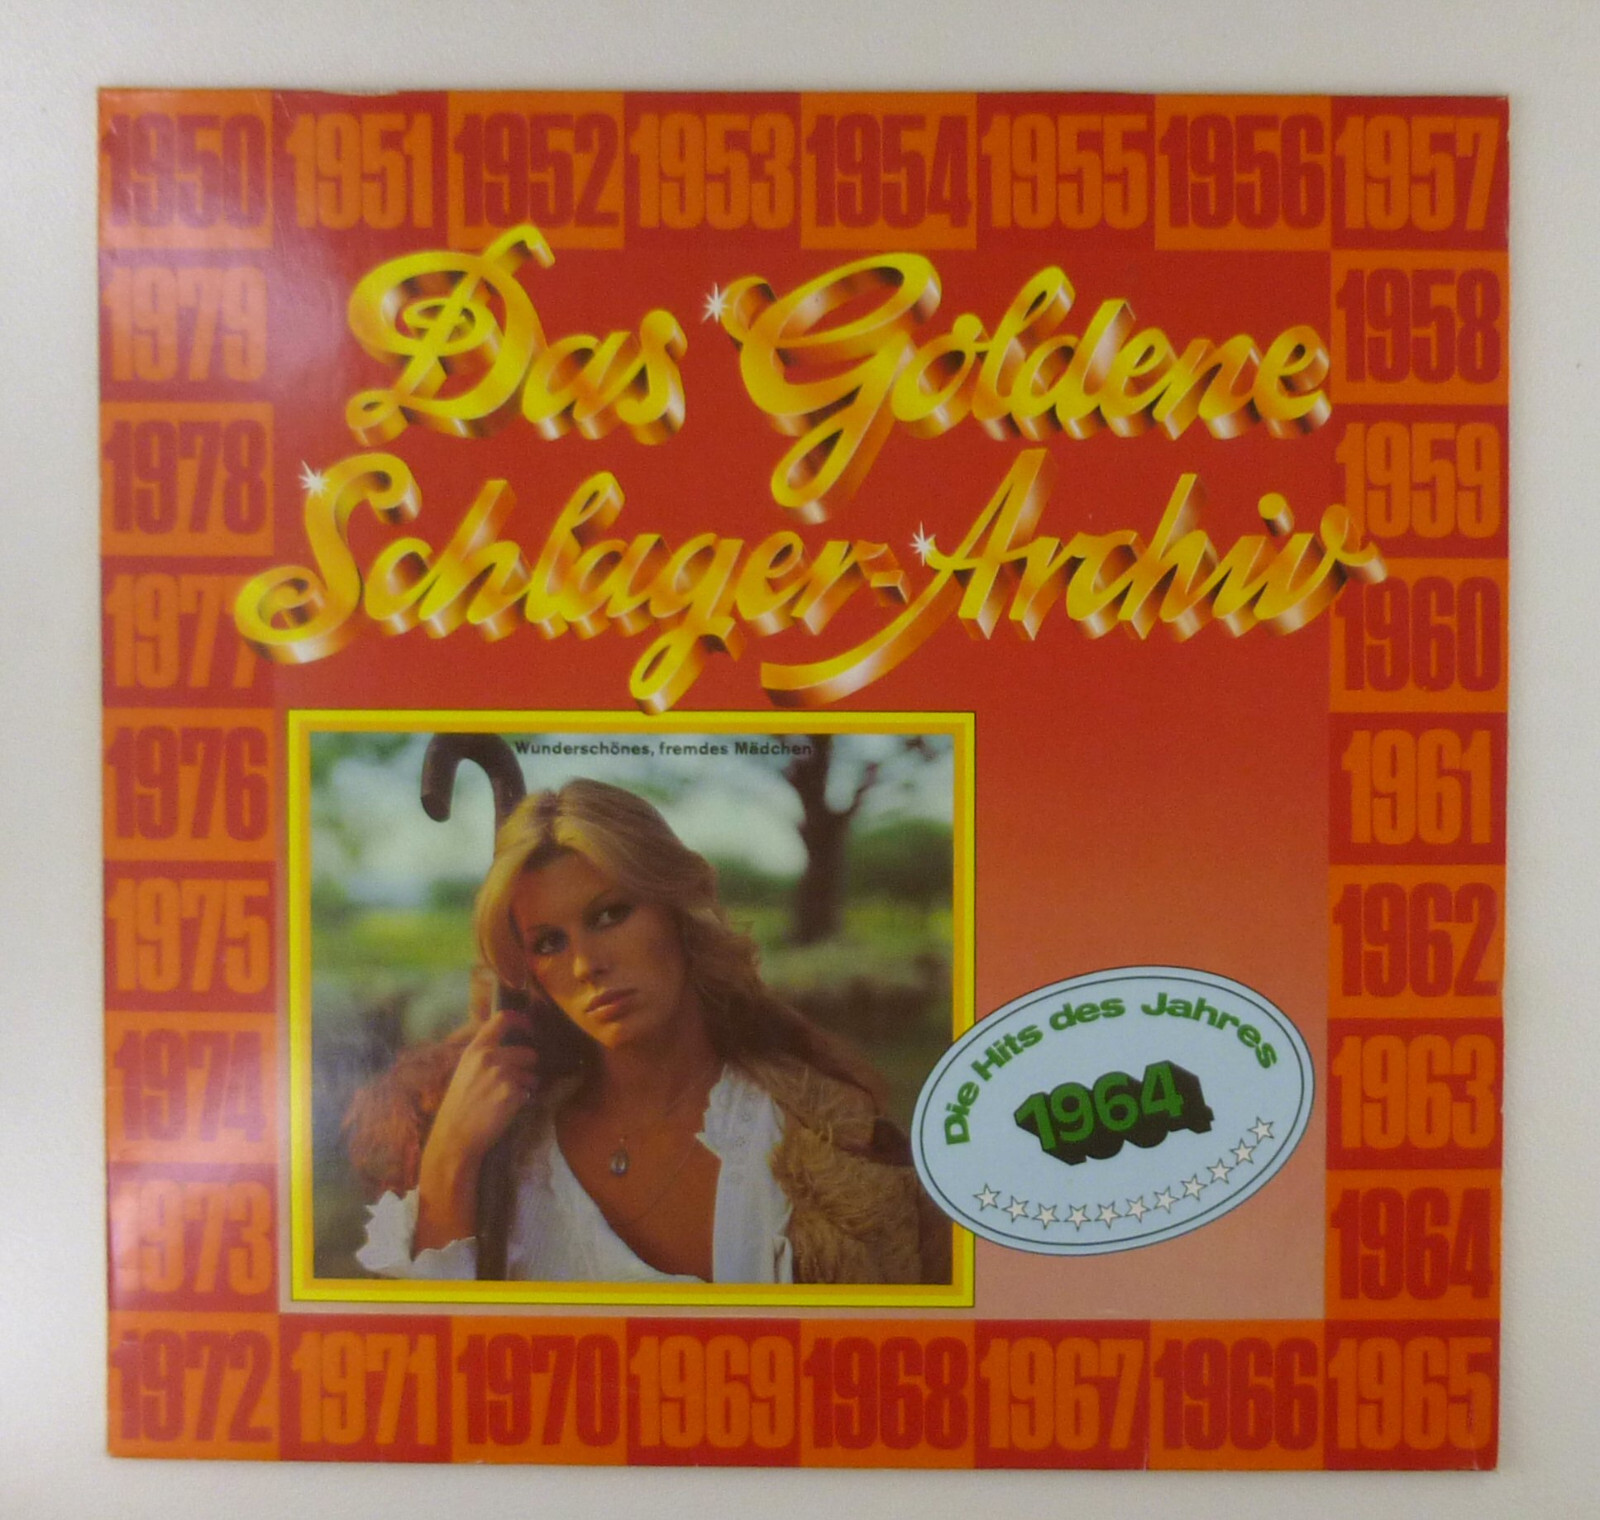 1950 1951 1952 1953 1954 1955 1956 1957
Das Goldene
Schlager-Archiv
1979
1978
1977
1976
1975
1974
1973
1958
1959
1960
1961
1962
1963
1964
Wunderschönes, fremdes Mädchen
Die Hits des Jahres
1964
1972 1971 1970 1969 1968 1967 1966 1965